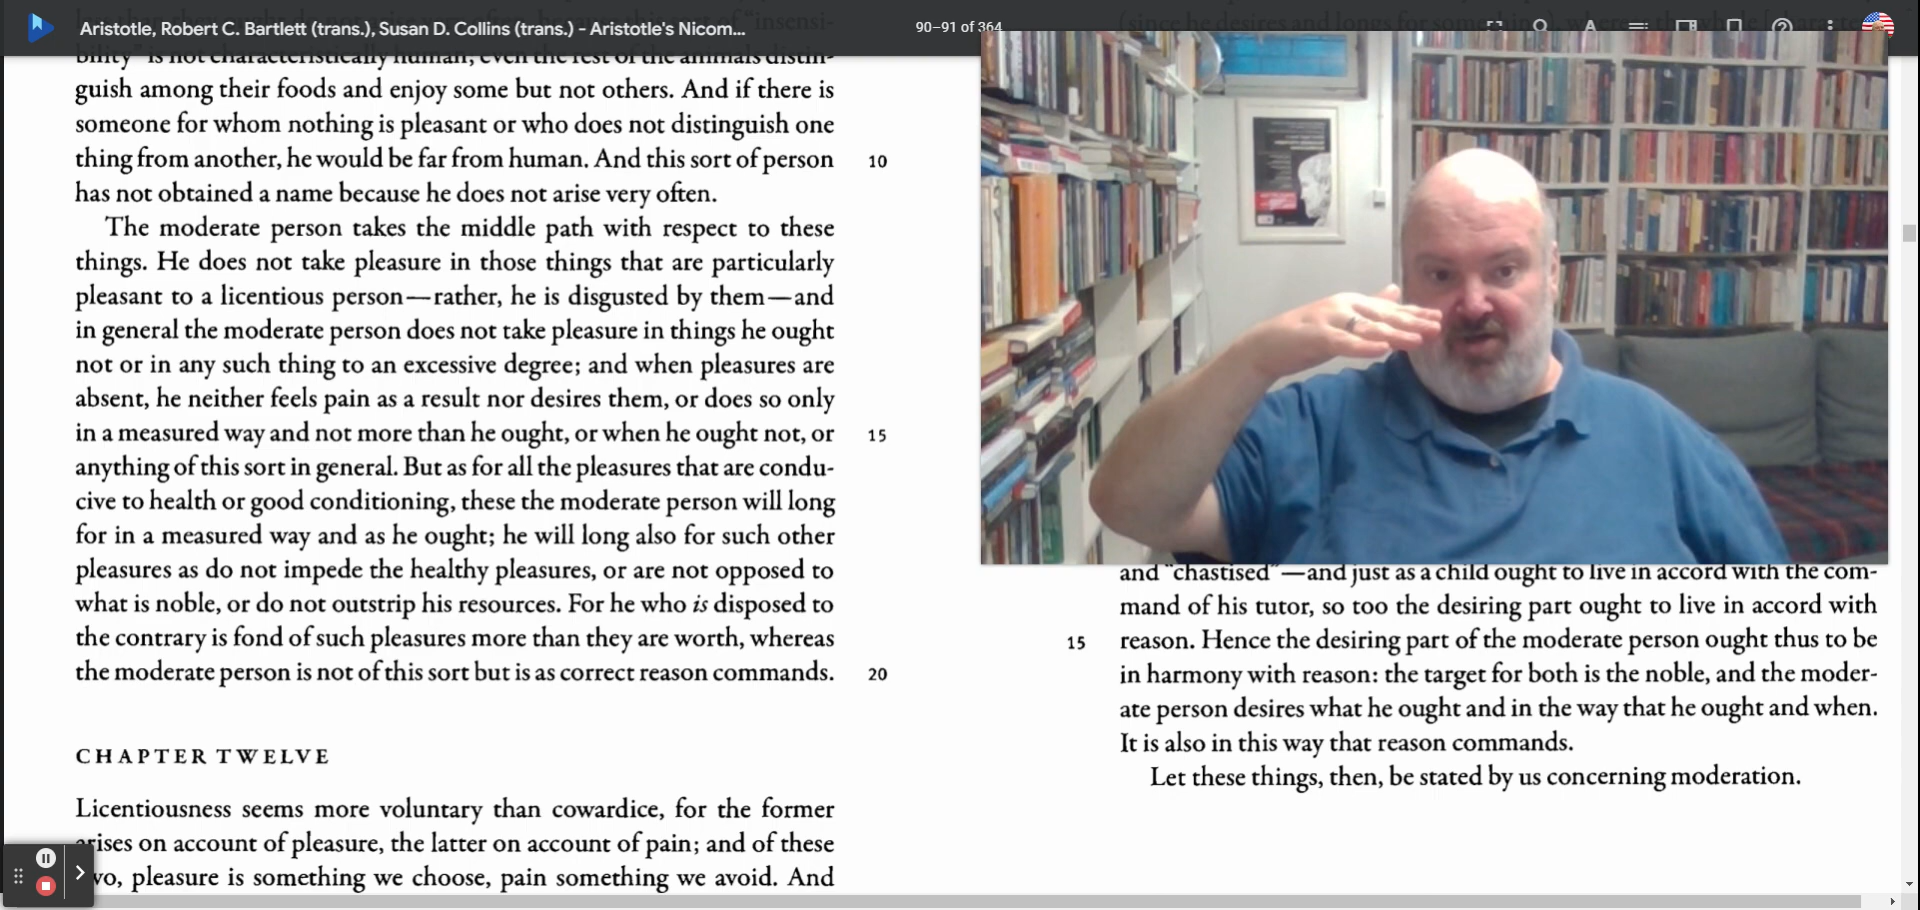 Aristotle, Robert C. Bartlett (trans.), Susan D. Collins (trans.) - Aristotle's Nicom...
90–91 of 364
bility" is not characteristically human; even the rest of the animals distin-
guish among their foods and enjoy some but not others. And if there is
someone for whom nothing is pleasant or who does not distinguish one
thing from another, he would be far from human. And this sort of person
10
has not obtained a name because he does not arise very often.
The moderate person takes the middle path with respect to these
things. He does not take pleasure in those things that are particularly
pleasant to a licentious person—rather, he is disgusted by them—and
in general the moderate person does not take pleasure in things he ought
not or in any such thing to an excessive degree; and when pleasures are
absent, he neither feels pain as a result nor desires them, or does so only
in a measured way and not more than he ought, or when he ought not, or
15
anything of this sort in general. But as for all the pleasures that are condu-
cive to health or good conditioning, these the moderate person will long
for in a measured way and as he ought; he will long also for such other
pleasures as do not impede the healthy pleasures, or are not opposed to
what is noble, or do not outstrip his resources. For he who is disposed to
the contrary is fond of such pleasures more than they are worth, whereas
the moderate person is not of this sort but is as correct reason commands.
20
CHAPTER TWELVE
Licentiousness seems more voluntary than cowardice, for the former
arises on account of pleasure, the latter on account of pain; and of these
two, pleasure is something we choose, pain something we avoid. And
(since he desires and longs for
and "chastised"—and just as a child ought to live in accord with the com-
mand of his tutor, so too the desiring part ought to live in accord with
15
reason. Hence the desiring part of the moderate person ought thus to be
in harmony with reason: the target for both is the noble, and the moder-
ate person desires what he ought and in the way that he ought and when.
It is also in this way that reason commands.
Let these things, then, be stated by us concerning moderation.